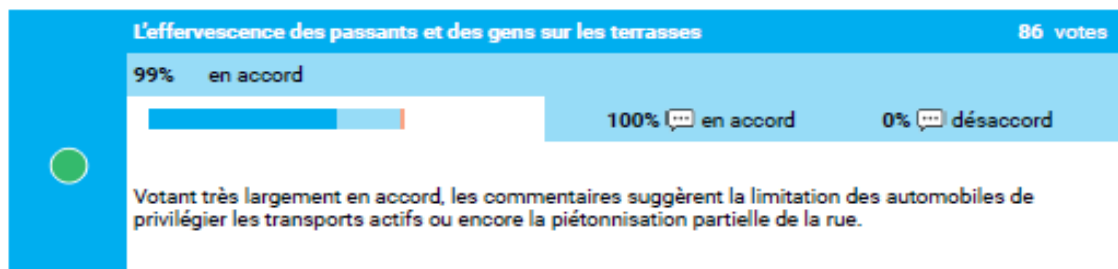 L'effervescence des passants et des gens sur les terrasses 86 votes
99% en accord
100% en accord 0% désaccord
Votant très largement en accord, les commentaires suggèrent la limitation des automobiles de
privilégier les transports actifs ou encore la piétonnisation partielle de la rue.